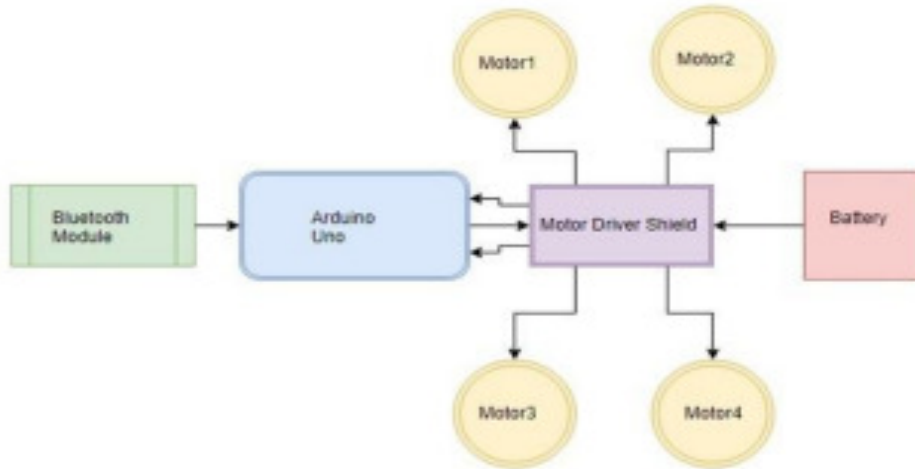 Motor1
Motor2
Bluetooth
Module
Arduino
Uno
Motor Driver Shield
Battery
Motor3
Motor4